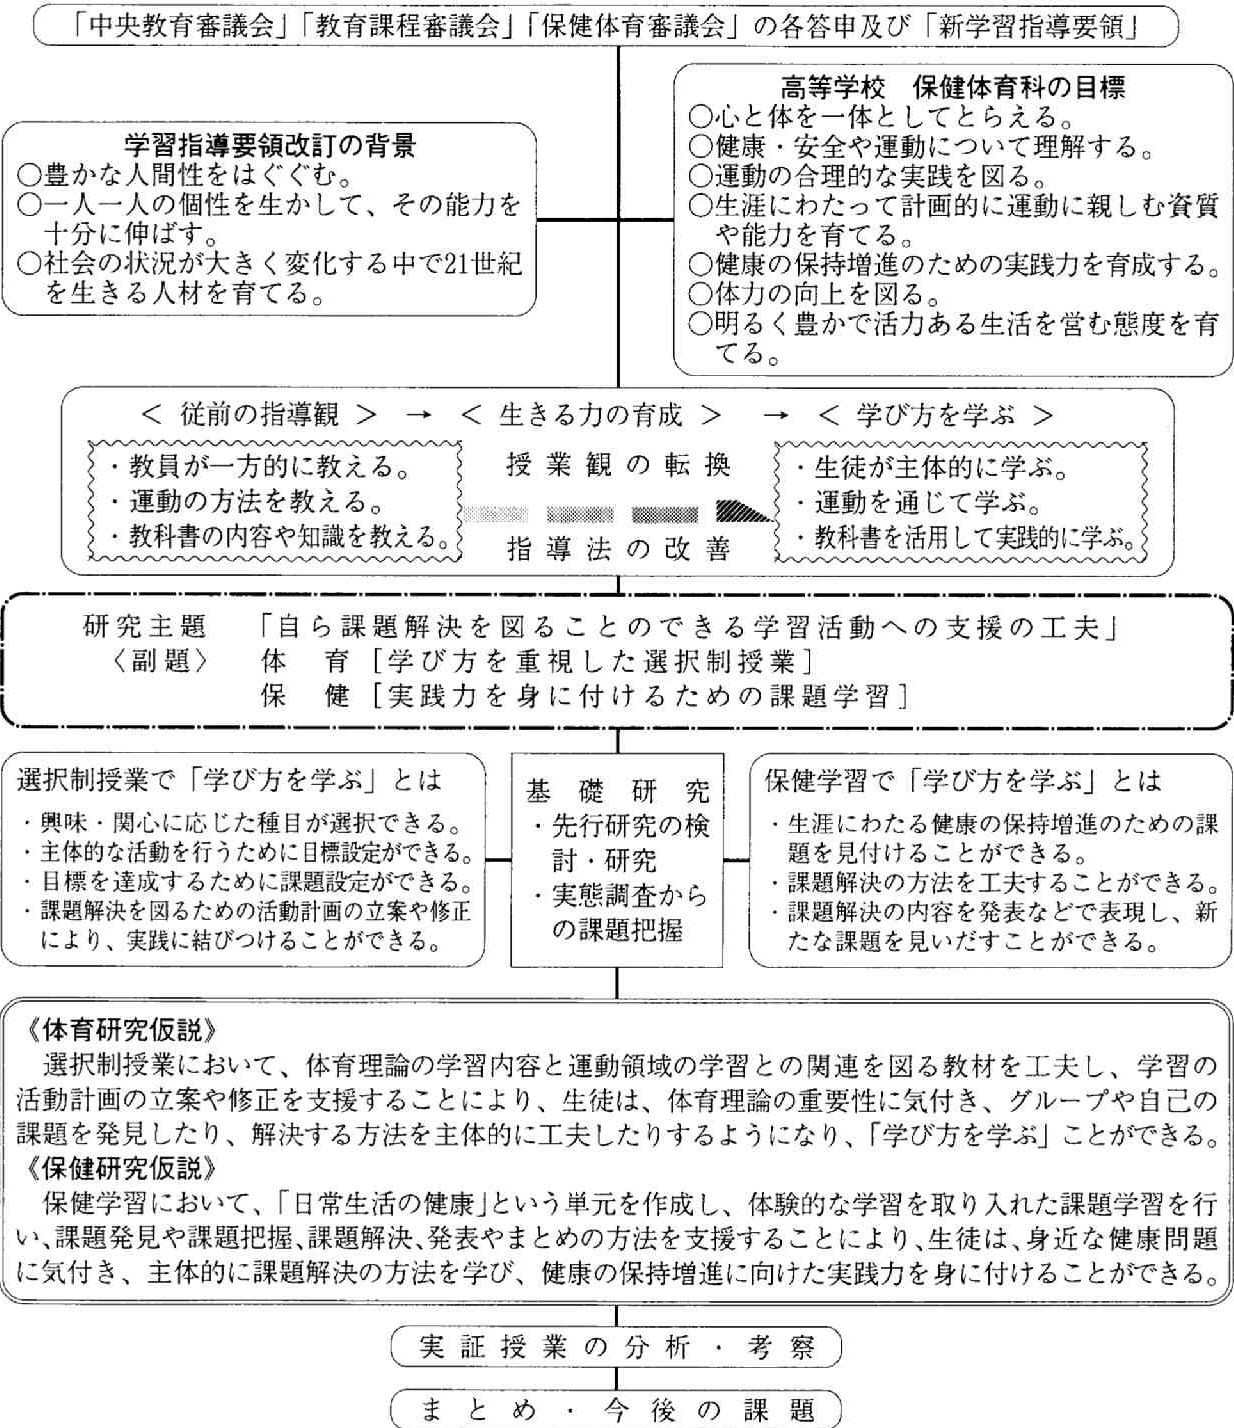 「中央教育審議会」「教育課程審議会」「保健体育審議会」の各答申及び「新学習指導要領」
学習指導要領改訂の背景
○豊かな人間性をはぐぐむ。
○一人一人の個性を生かして、その能力を
十分に伸ばす。
○社会の状況が大きく変化する中で21世紀
を生きる人材を育てる。
高等学校　保健体育科の目標
○心と体を一体としてとらえる。
○健康・安全や運動について理解する。
○運動の合理的な実践を図る。
○生涯にわたって計画的に運動に親しむ資質
や能力を育てる。
○健康の保持増進のための実践力を育成する。
○体力の向上を図る。
○明るく豊かで活力ある生活を営む態度を育
てる。
＜ 従前の指導観 ＞　→　＜ 生きる力の育成 ＞　→　＜ 学び方を学ぶ ＞
・教員が一方的に教える。
・運動の方法を教える。
・教科書の内容や知識を教える。
授業観の転換
指導法の改善
・生徒が主体的に学ぶ。
・運動を通じて学ぶ。
・教科書を活用して実践的に学ぶ。
研究主題　「自ら課題解決を図ることのできる学習活動への支援の工夫」
〈副題〉　体　育［学び方を重視した選択制授業］
保　健［実践力を身に付けるための課題学習］
選択制授業で「学び方を学ぶ」とは
・興味・関心に応じた種目が選択できる。
・主体的な活動を行うために目標設定ができる。
・目標を達成するために課題設定ができる。
・課題解決を図るための活動計画の立案や修正
により、実践に結びつけることができる。
基礎研究
・先行研究の検
討・研究
・実態調査から
の課題把握
保健学習で「学び方を学ぶ」とは
・生涯にわたる健康の保持増進のための課
題を見付けることができる。
・課題解決の方法を工夫することができる。
・課題解決の内容を発表などで表現し、新
たな課題を見いだすことができる。
《体育研究仮説》
選択制授業において、体育理論の学習内容と運動領域の学習との関連を図る教材を工夫し、学習の
活動計画の立案や修正を支援することにより、生徒は、体育理論の重要性に気付き、グループや自己の
課題を発見したり、解決する方法を主体的に工夫したりするようになり、「学び方を学ぶ」ことができる。
《保健研究仮説》
保健学習において、「日常生活の健康」という単元を作成し、体験的な学習を取り入れた課題学習を行
い、課題発見や課題把握、課題解決、発表やまとめの方法を支援することにより、生徒は、身近な健康問題
に気付き、主体的に課題解決の方法を学び、健康の保持増進に向けた実践力を身に付けることができる。
実証授業の分析・考察
まとめ・今後の課題